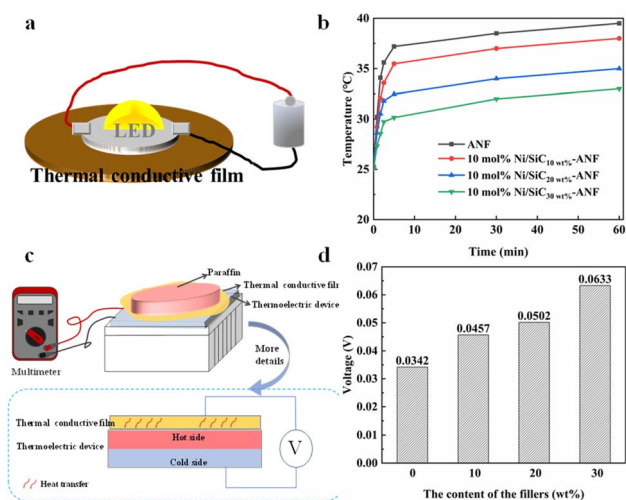 a
LED
Thermal conductive film
b
Temperature (°C)
40
35
30
25
20
ANF
10 mol% Ni/SiC10 wt%-ANF
10 mol% Ni/SiC20 wt%-ANF
10 mol% Ni/SiC30 wt%-ANF
0 10 20 30 40 50 60
Time (min)
c
Paraffin
Thermal conductive film
Thermoelectric device
Multimeter
More
details
Thermal conductive film
Thermoelectric device
Hot side
Cold side
V
Heat transfer
d
Voltage (V)
0.07
0.06
0.05
0.04
0.03
0.02
0.01
0.00
0.0342
0.0457
0.0502
0.0633
0 10 20 30
The content of the fillers (wt%)